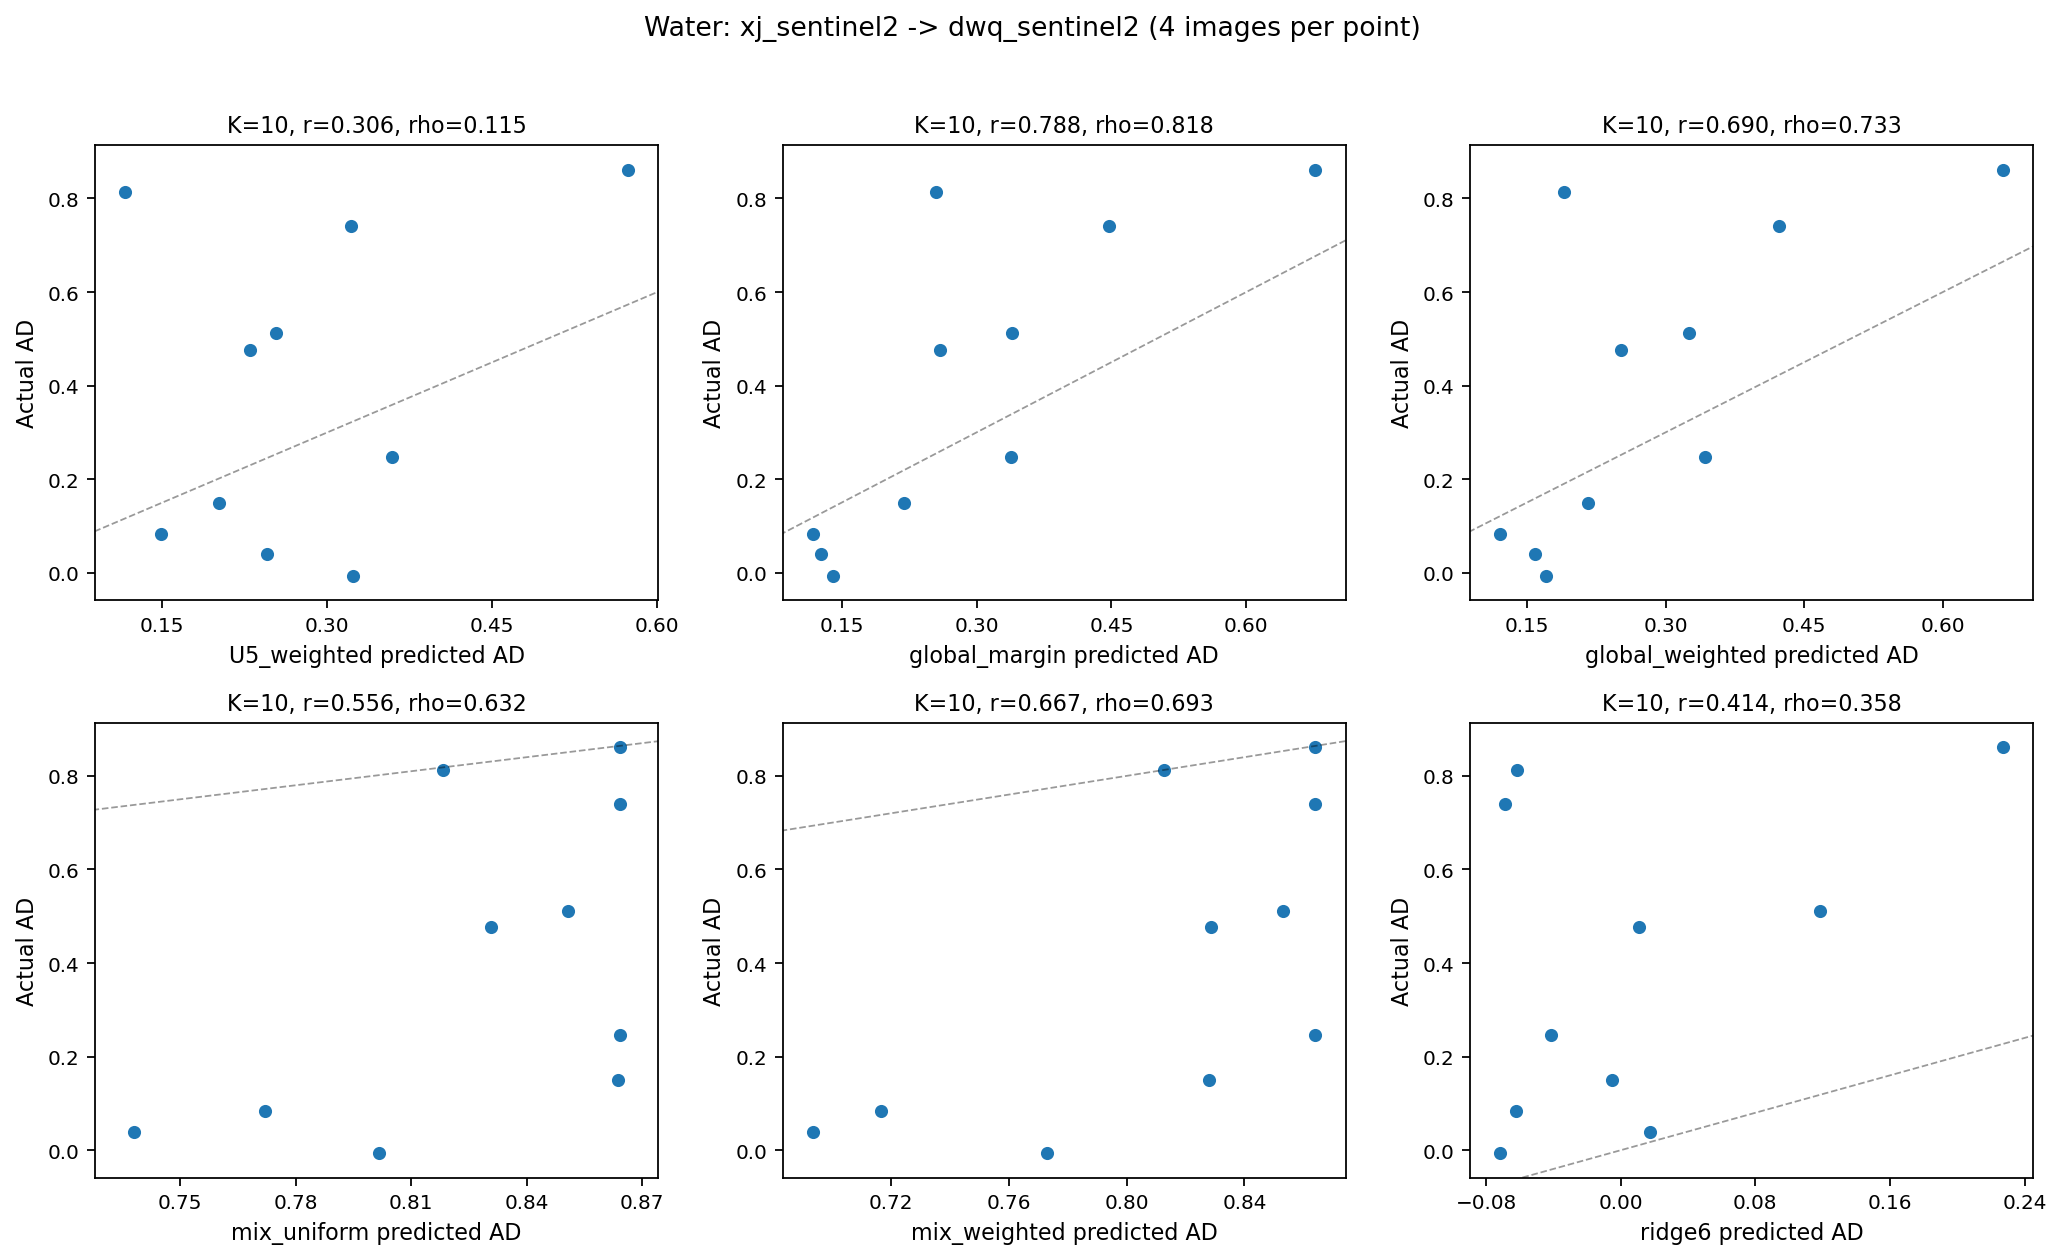 Water: xj_sentinel2 -> dwq_sentinel2 (4 images per point)
K=10, r=0.306, rho=0.115
Actual AD
0.8
0.6
0.4
0.2
0.0
0.15 0.30 0.45 0.60
U5_weighted predicted AD
K=10, r=0.788, rho=0.818
Actual AD
0.8
0.6
0.4
0.2
0.0
0.15 0.30 0.45 0.60
global_margin predicted AD
K=10, r=0.690, rho=0.733
Actual AD
0.8
0.6
0.4
0.2
0.0
0.15 0.30 0.45 0.60
global_weighted predicted AD
K=10, r=0.556, rho=0.632
Actual AD
0.8
0.6
0.4
0.2
0.0
0.75 0.78 0.81 0.84 0.87
mix_uniform predicted AD
K=10, r=0.667, rho=0.693
Actual AD
0.8
0.6
0.4
0.2
0.0
0.72 0.76 0.80 0.84
mix_weighted predicted AD
K=10, r=0.414, rho=0.358
Actual AD
0.8
0.6
0.4
0.2
0.0
−0.08 0.00 0.08 0.16 0.24
ridge6 predicted AD